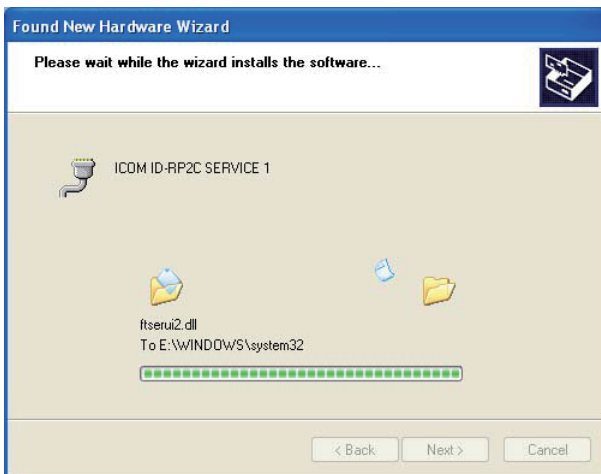 Found New Hardware Wizard
Please wait while the wizard installs the software...
ICOM ID-RP2C SERVICE 1
ftserui2.dll
To E:\WINDOWS\system32
< Back
Next >
Cancel